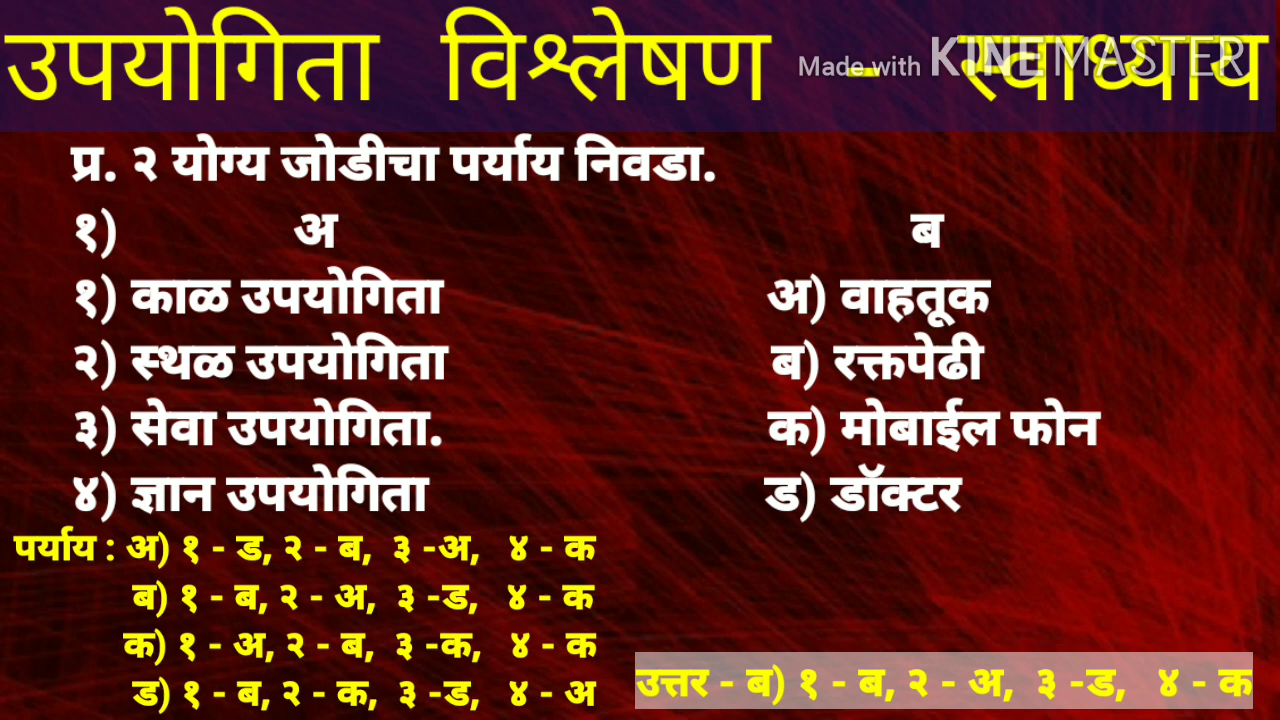 उपयोगिता विश्लेषण - स्वाध्याय
Made with KINEMASTER
प्र. २ योग्य जोडीचा पर्याय निवडा.
१) अ ब
१) काळ उपयोगिता अ) वाहतूक
२) स्थळ उपयोगिता ब) रक्तपेढी
३) सेवा उपयोगिता. क) मोबाईल फोन
४) ज्ञान उपयोगिता ड) डॉक्टर
पर्याय : अ) १ - ड, २ - ब, ३ -अ, ४ - क
ब) १ - ब, २ - अ, ३ -ड, ४ - क
क) १ - अ, २ - ब, ३ -क, ४ - क
ड) १ - ब, २ - क, ३ -ड, ४ - अ
उत्तर - ब) १ - ब, २ - अ, ३ -ड, ४ - क